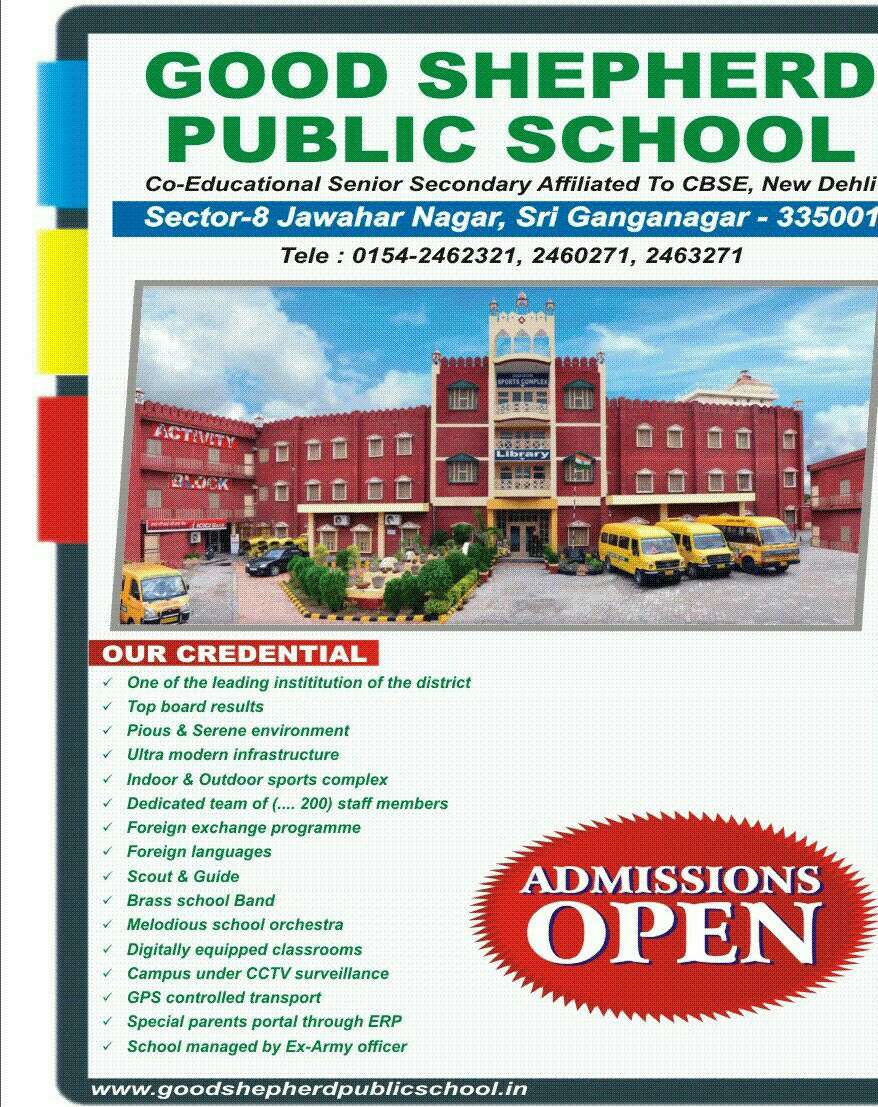 GOOD SHEPHERD
PUBLIC SCHOOL
Co-Educational Senior Secondary Affiliated To CBSE, New Dehli
Sector-8 Jawahar Nagar, Sri Ganganagar - 335001
Tele : 0154-2462321, 2460271, 2463271
SPORTS COMPLEX
Library
ACTIVITY
BLOCK
OUR CREDENTIAL
✓ One of the leading instititution of the district
✓ Top board results
✓ Pious & Serene environment
✓ Ultra modern infrastructure
✓ Indoor & Outdoor sports complex
✓ Dedicated team of (.... 200) staff members
✓ Foreign exchange programme
✓ Foreign languages
✓ Scout & Guide
✓ Brass school Band
✓ Melodious school orchestra
✓ Digitally equipped classrooms
✓ Campus under CCTV surveillance
✓ GPS controlled transport
✓ Special parents portal through ERP
✓ School managed by Ex-Army officer
ADMISSIONS
OPEN
www.goodshepherdpublicschool.in